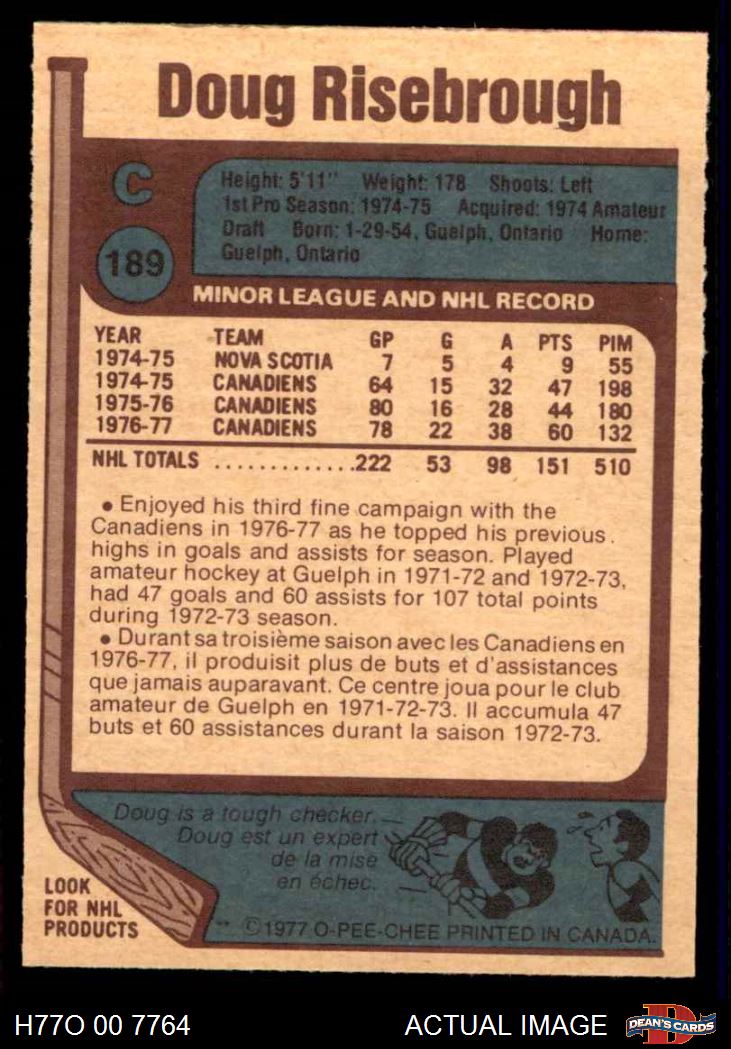 Doug Risebrough
C
Height: 5'11" Weight: 178 Shoots: Left
1st Pro Season: 1974-75 Acquired: 1974 Amateur
Draft Born: 1-29-54, Guelph, Ontario Home:
Guelph, Ontario
189
MINOR LEAGUE AND NHL RECORD
YEAR TEAM GP G A PTS PIM
1974-75 NOVA SCOTIA 7 5 4 9 55
1974-75 CANADIENS 64 15 32 47 198
1975-76 CANADIENS 80 16 28 44 180
1976-77 CANADIENS 78 22 38 60 132
NHL TOTALS ..............222 53 98 151 510
• Enjoyed his third fine campaign with the
Canadiens in 1976-77 as he topped his previous
highs in goals and assists for season. Played
amateur hockey at Guelph in 1971-72 and 1972-73,
had 47 goals and 60 assists for 107 total points
during 1972-73 season.
• Durant sa troisième saison avec les Canadiens en
1976-77, il produisit plus de buts et d'assistances
que jamais auparavant. Ce centre joua pour le club
amateur de Guelph en 1971-72-73. Il accumula 47
buts et 60 assistances durant la saison 1972-73.
Doug is a tough checker.
Doug est un expert
de la mise
en échec.
LOOK
FOR NHL
PRODUCTS
** ©1977 O-PEE-CHEE PRINTED IN CANADA.
H77O 00 7764 ACTUAL IMAGE DEAN'S CARDS